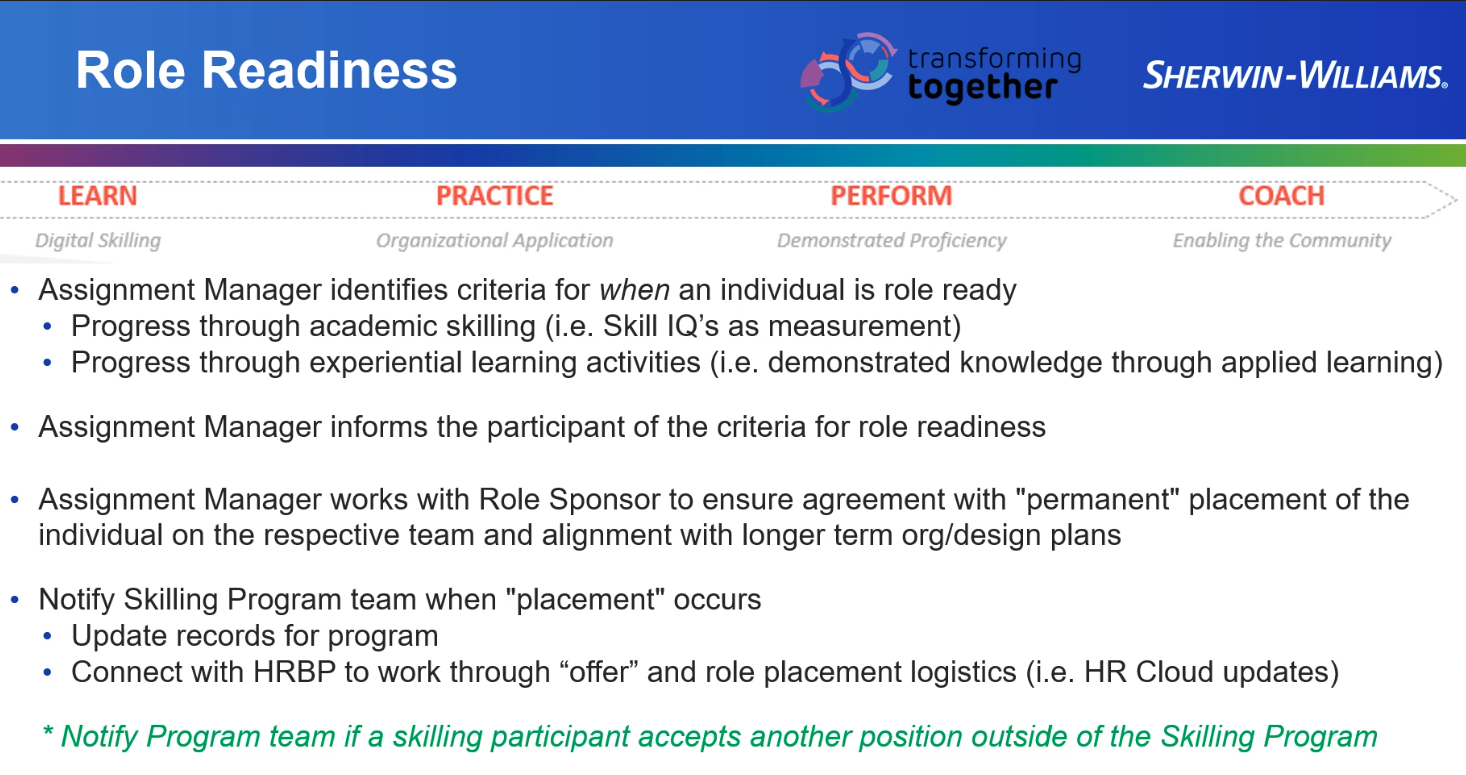 Role Readiness
transforming
together
SHERWIN-WILLIAMS®
LEARN
PRACTICE
PERFORM
COACH
Digital Skilling
Organizational Application
Demonstrated Proficiency
Enabling the Community
• Assignment Manager identifies criteria for when an individual is role ready
• Progress through academic skilling (i.e. Skill IQ’s as measurement)
• Progress through experiential learning activities (i.e. demonstrated knowledge through applied learning)
• Assignment Manager informs the participant of the criteria for role readiness
• Assignment Manager works with Role Sponsor to ensure agreement with "permanent" placement of the
individual on the respective team and alignment with longer term org/design plans
• Notify Skilling Program team when "placement" occurs
• Update records for program
• Connect with HRBP to work through “offer” and role placement logistics (i.e. HR Cloud updates)
* Notify Program team if a skilling participant accepts another position outside of the Skilling Program